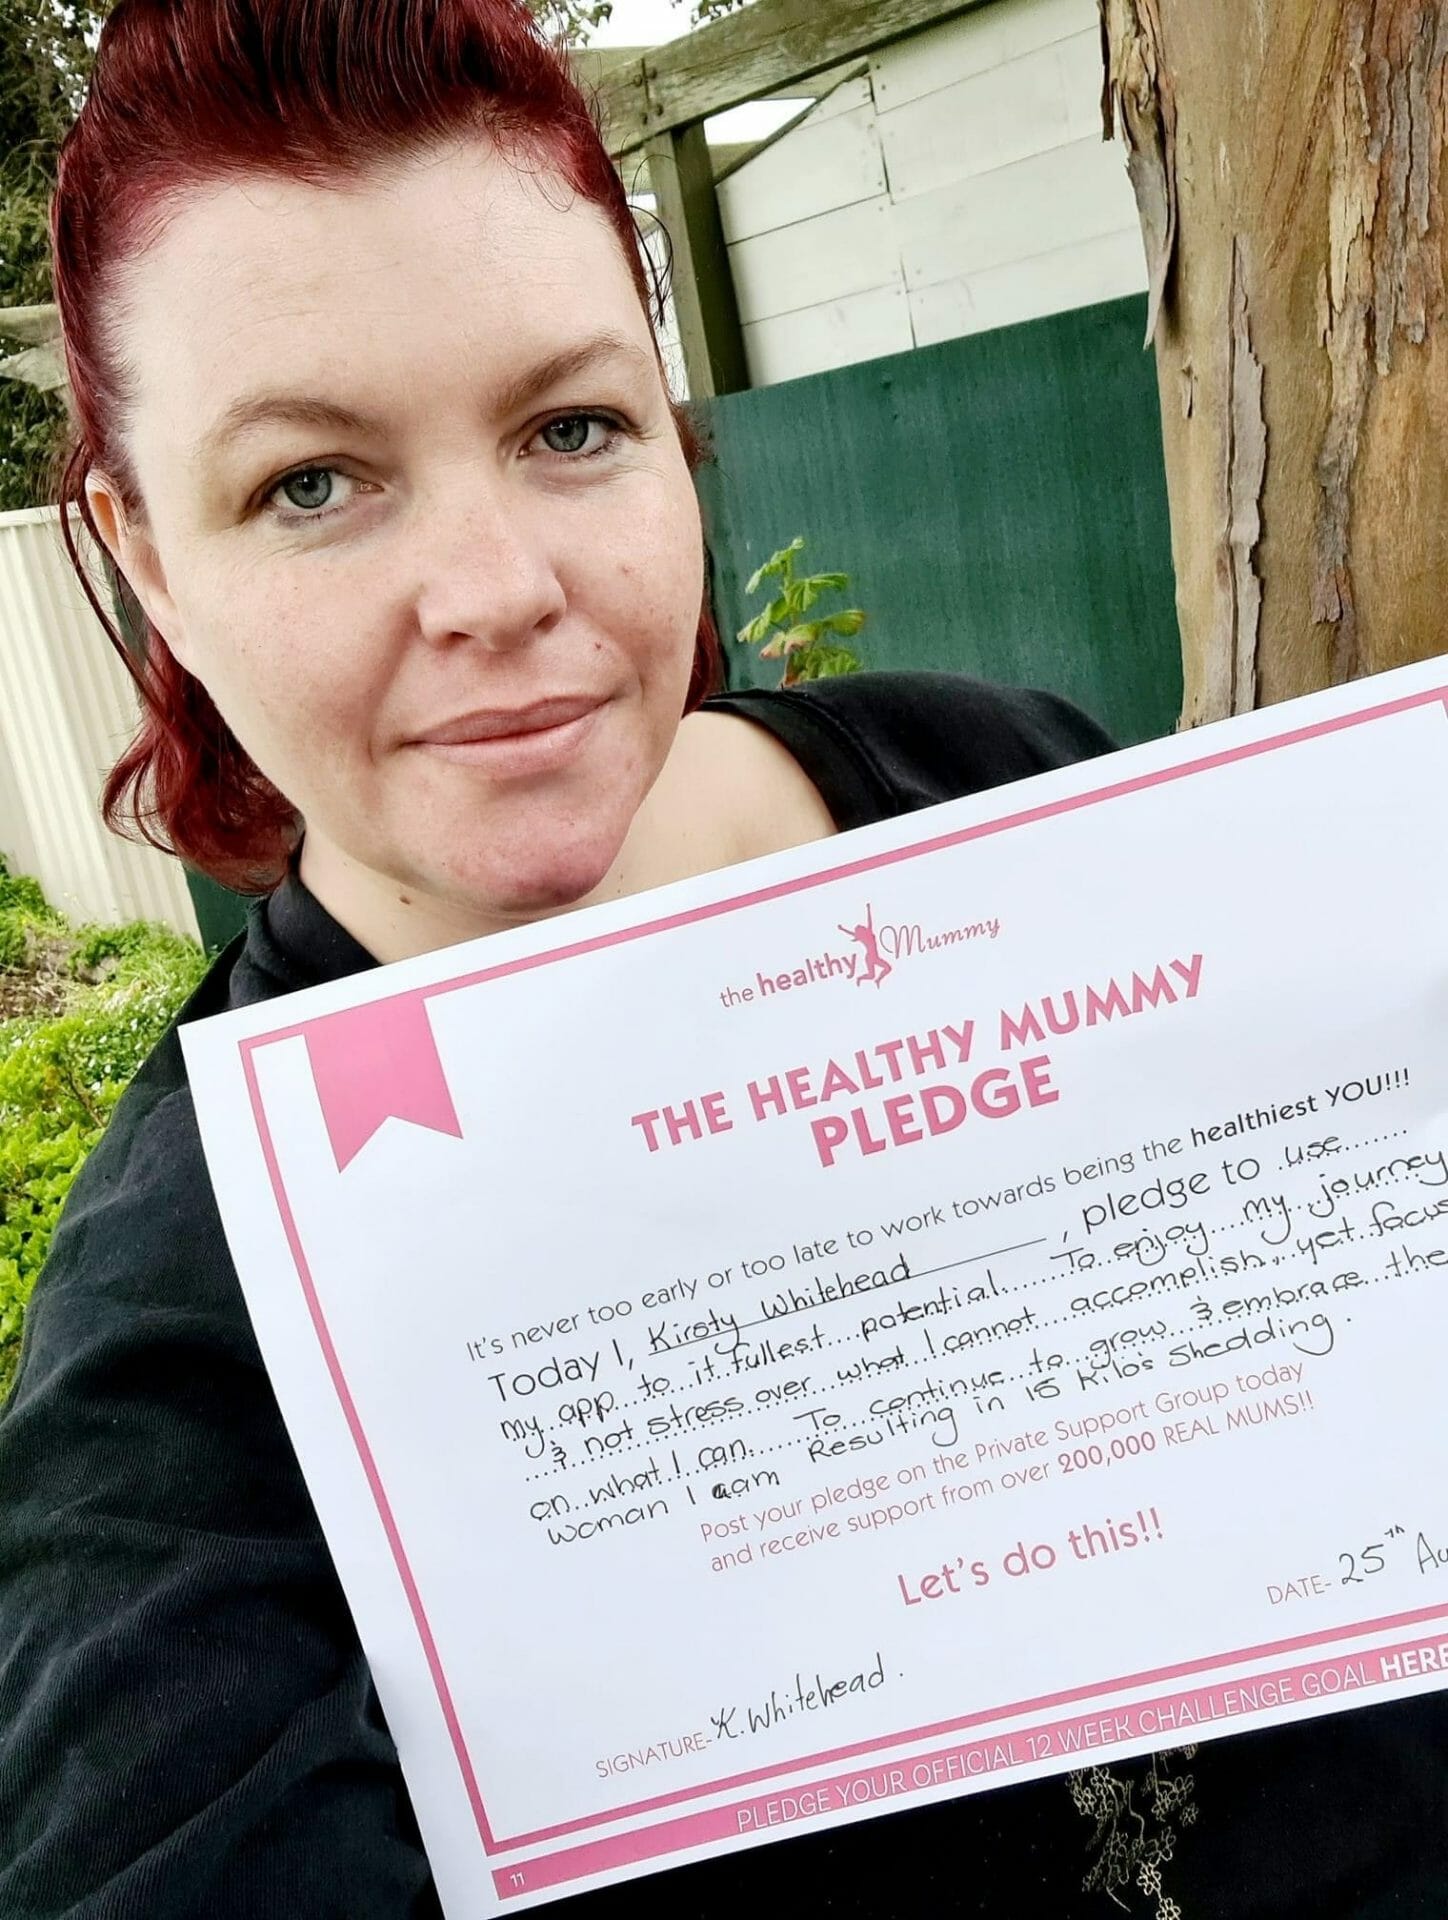 the healthy Mummy
THE HEALTHY MUMMY
PLEDGE
It's never too early or too late to work towards being the healthiest YOU!!!
Today I, Kirsty Whitehead, pledge to use
my app to it fullest potential. To enjoy my journey
& not stress over what I cannot accomplish, yet focus
on what I can. To continue to grow & embrace the
woman I am Resulting in 15 Kilo's Shedding.
Post your pledge on the Private Support Group today
and receive support from over 200,000 REAL MUMS!!
Let's do this!!
DATE- 25th Au
SIGNATURE- K. Whitehead.
PLEDGE YOUR OFFICIAL 12 WEEK CHALLENGE GOAL HERE
11